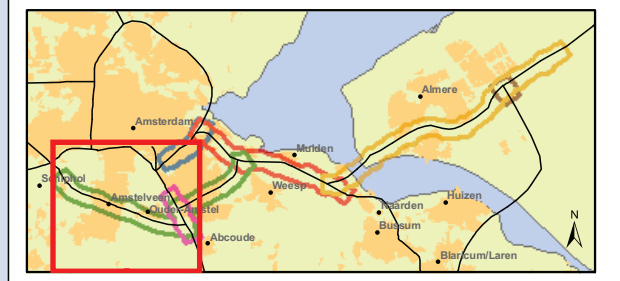 Almere
Amsterdam
Muiden
Schiphol
Weesp
Amstelveen
Huizen
Ouder-Amstel
Naarden
N
Bussum
Abcoude
Blaricum/Laren